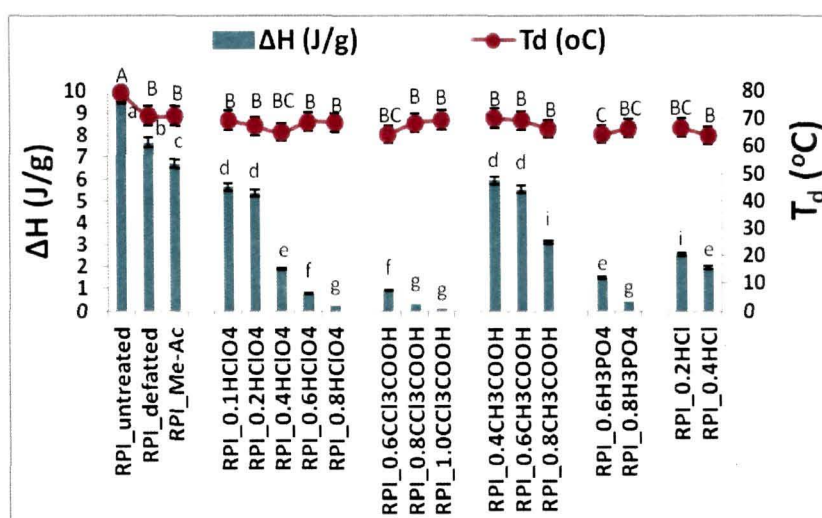 ΔH (J/g) Td (oC)
10 80
9 70
8 60
7 50
6 40
5 30
4 20
3 10
2 0
1
0
ΔH (J/g)
Td (oC)
A B B B B BC B B BC B B B B B C BC BC B
a b c d d e f g f g g d d i e g i e
RPI_untreated
RPI_defatted
RPI_Me-Ac
RPI_0.1HClO4
RPI_0.2HClO4
RPI_0.4HClO4
RPI_0.6HClO4
RPI_0.8HClO4
RPI_0.6CCl3COOH
RPI_0.8CCl3COOH
RPI_1.0CCl3COOH
RPI_0.4CH3COOH
RPI_0.6CH3COOH
RPI_0.8CH3COOH
RPI_0.6H3PO4
RPI_0.8H3PO4
RPI_0.2HCl
RPI_0.4HCl